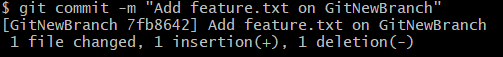 $ git commit -m "Add feature.txt on GitNewBranch"
[GitNewBranch 7fb8642] Add feature.txt on GitNewBranch
 1 file changed, 1 insertion(+), 1 deletion(-)